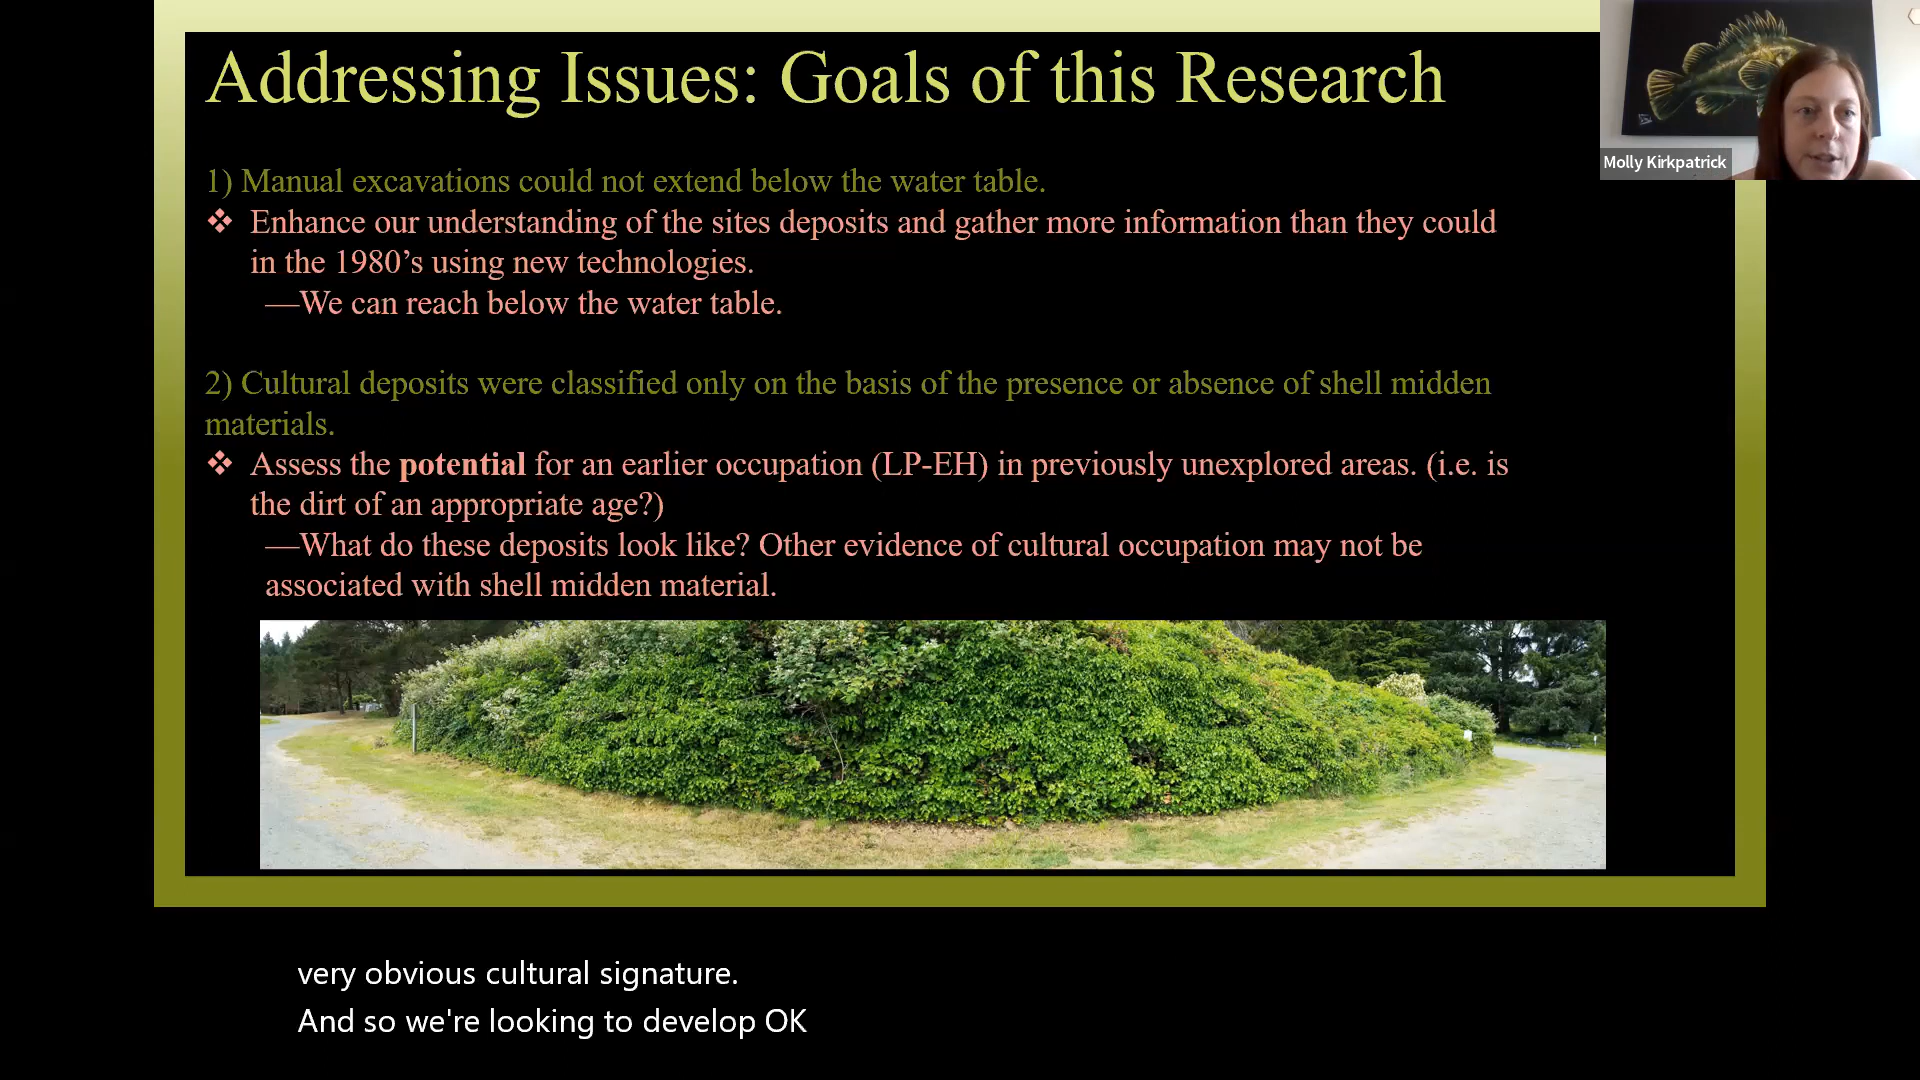 Addressing Issues: Goals of this Research
Molly Kirkpatrick
1) Manual excavations could not extend below the water table.
❖ Enhance our understanding of the sites deposits and gather more information than they could
in the 1980’s using new technologies.
—We can reach below the water table.
2) Cultural deposits were classified only on the basis of the presence or absence of shell midden
materials.
❖ Assess the potential for an earlier occupation (LP-EH) in previously unexplored areas. (i.e. is
the dirt of an appropriate age?)
—What do these deposits look like? Other evidence of cultural occupation may not be
associated with shell midden material.
very obvious cultural signature.
And so we're looking to develop OK